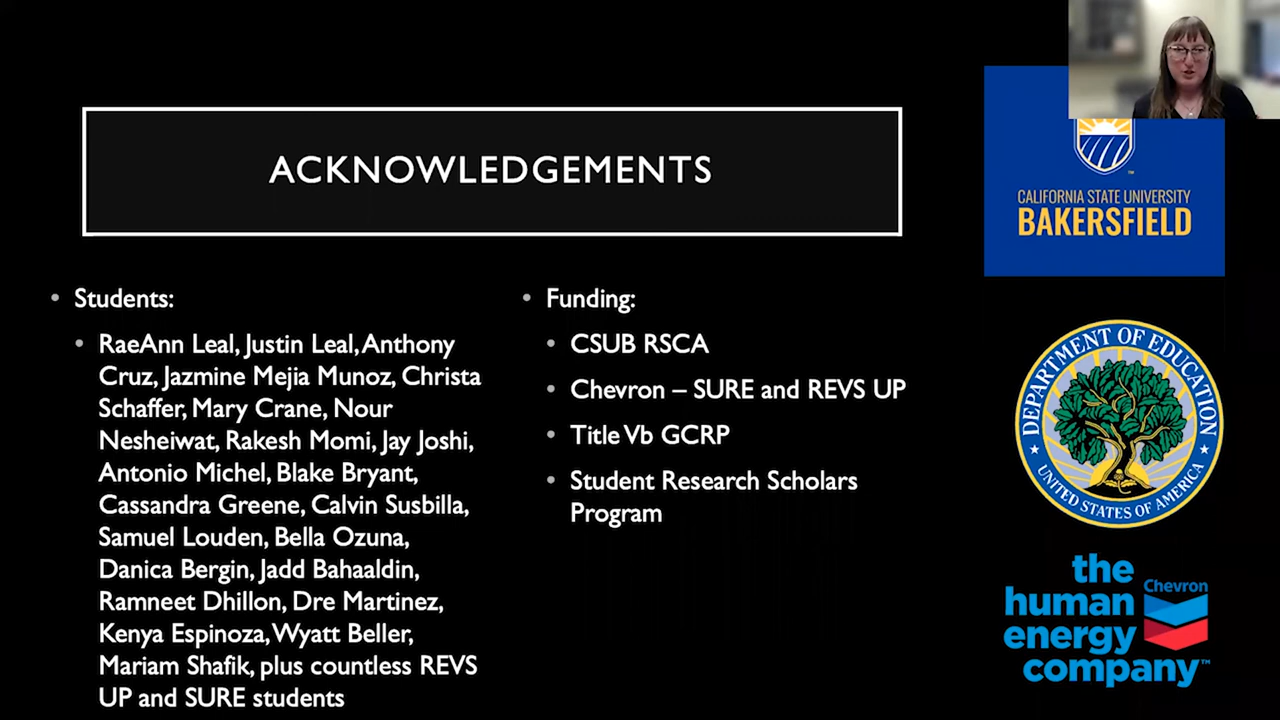 ACKNOWLEDGEMENTS
• Students:
• RaeAnn Leal, Justin Leal, Anthony
Cruz, Jazmine Mejia Munoz, Christa
Schaffer, Mary Crane, Nour
Nesheiwat, Rakesh Momi, Jay Joshi,
Antonio Michel, Blake Bryant,
Cassandra Greene, Calvin Susbilla,
Samuel Louden, Bella Ozuna,
Danica Bergin, Jadd Bahaaldin,
Ramneet Dhillon, Dre Martinez,
Kenya Espinoza, Wyatt Beller,
Mariam Shafik, plus countless REVS
UP and SURE students
• Funding:
• CSUB RSCA
• Chevron – SURE and REVS UP
• Title Vb GCRP
• Student Research Scholars
Program
™
CALIFORNIA STATE UNIVERSITY
BAKERSFIELD
DEPARTMENT OF EDUCATION
UNITED STATES OF AMERICA
the
human
energy
company™
Chevron